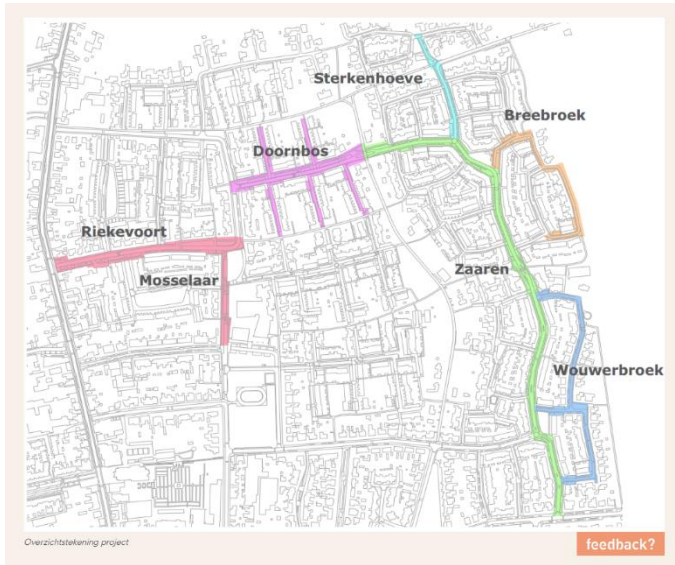 Sterkenhoeve
Breebroek
Doornbos
Riekevoort
Zaaren
Mosselaar
Wouwerbroek
Overzichtstekening project
feedback?